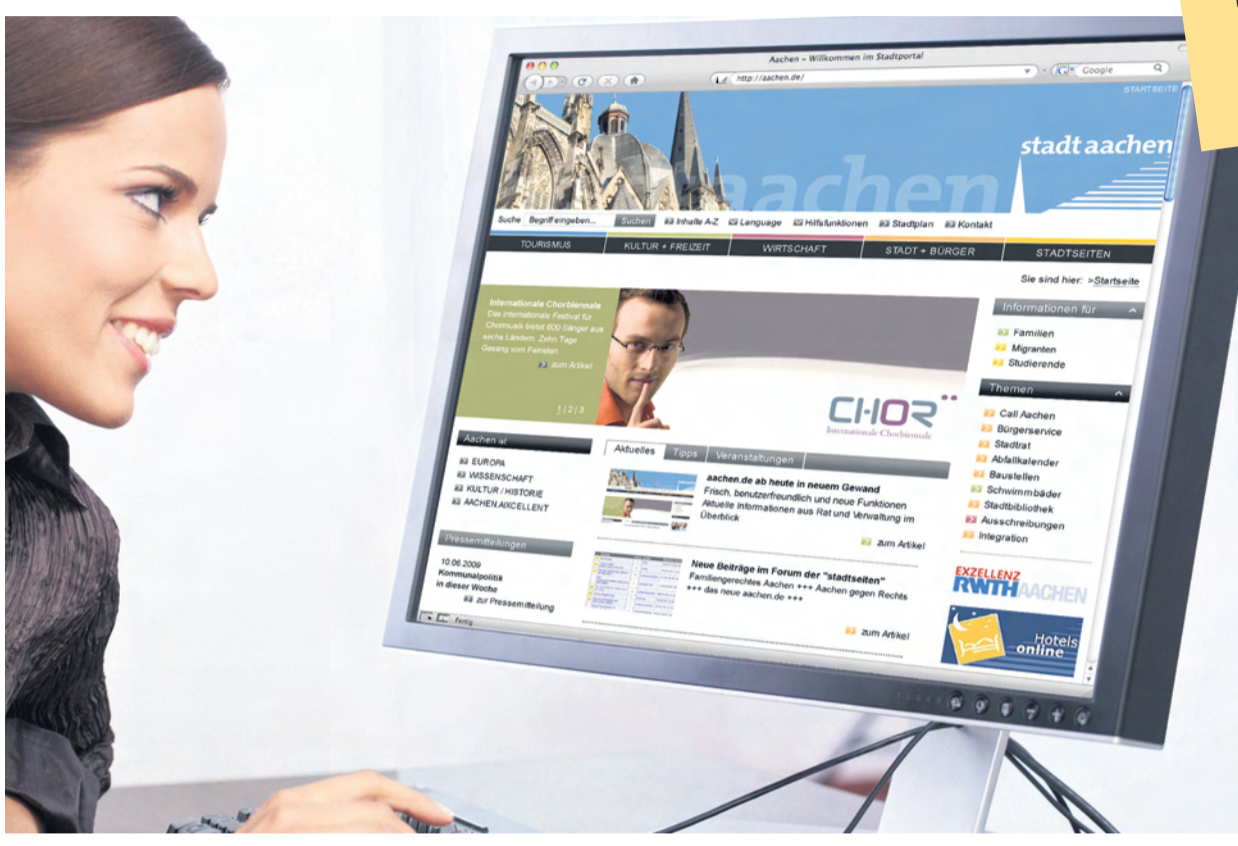 Aachen – Willkommen im Stadtportal
http://aachen.de/
Google
STARTSEITE
stadt aachen
aachen
Suche Begriff eingeben... Suchen Inhalte A-Z Language Hilfsfunktionen Stadtplan Kontakt
TOURISMUS KULTUR + FREIZEIT WIRTSCHAFT STADT + BÜRGER STADTSEITEN
Sie sind hier: >Startseite
Internationale Chorbiennale
Das internationale Festival für
Chormusik bietet 600 Sänger aus
sechs Ländern. Zehn Tage
Gesang vom Feinsten.
zum Artikel
1 | 2 | 3
CHOR
Internationale Chorbiennale
Informationen für
Familien
Migranten
Studierende
Themen
Call Aachen
Bürgerservice
Stadtrat
Abfallkalender
Baustellen
Schwimmbäder
Stadtbibliothek
Ausschreibungen
Integration
Aachen ist
EUROPA
WISSENSCHAFT
KULTUR / HISTORIE
AACHEN.AIXCELLENT
Pressemitteilungen
10.06.2009
Kommunalpolitik
in dieser Woche
zur Pressemitteilung
Aktuelles Tipps Veranstaltungen
aachen.de ab heute in neuem Gewand
Frisch, benutzerfreundlich und neue Funktionen
Aktuelle Informationen aus Rat und Verwaltung im
Überblick
zum Artikel
Neue Beiträge im Forum der "stadtseiten"
Familiengerechtes Aachen +++ Aachen gegen Rechts
+++ das neue aachen.de +++
zum Artikel
EXZELLENZ
RWTHAACHEN
Hotels
online
Fertig